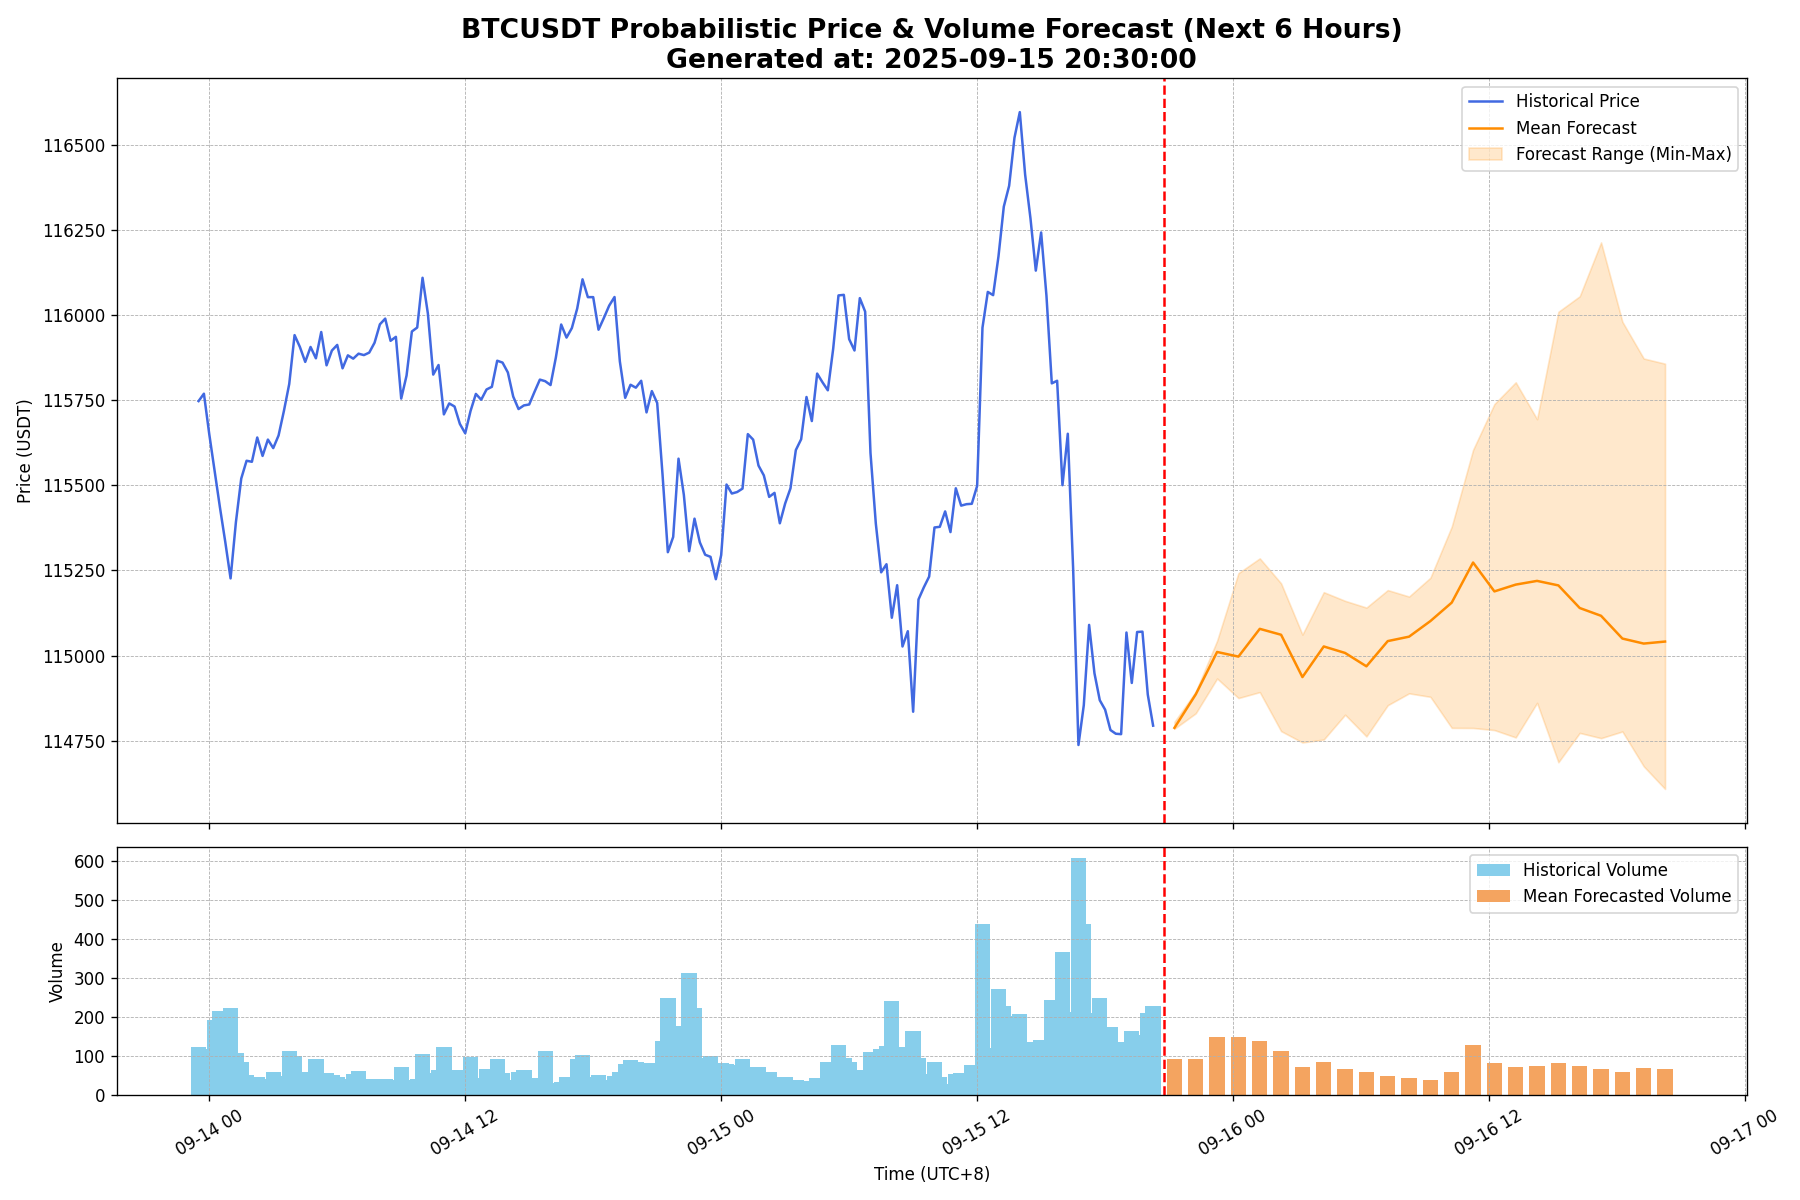 BTCUSDT Probabilistic Price & Volume Forecast (Next 6 Hours)
Generated at: 2025-09-15 20:30:00
Historical Price
Mean Forecast
Forecast Range (Min-Max)
116500
116250
116000
115750
115500
115250
115000
114750
Price (USDT)
Historical Volume
Mean Forecasted Volume
600
500
400
300
200
100
0
Volume
09-14 00
09-14 12
09-15 00
09-15 12
09-16 00
09-16 12
09-17 00
Time (UTC+8)